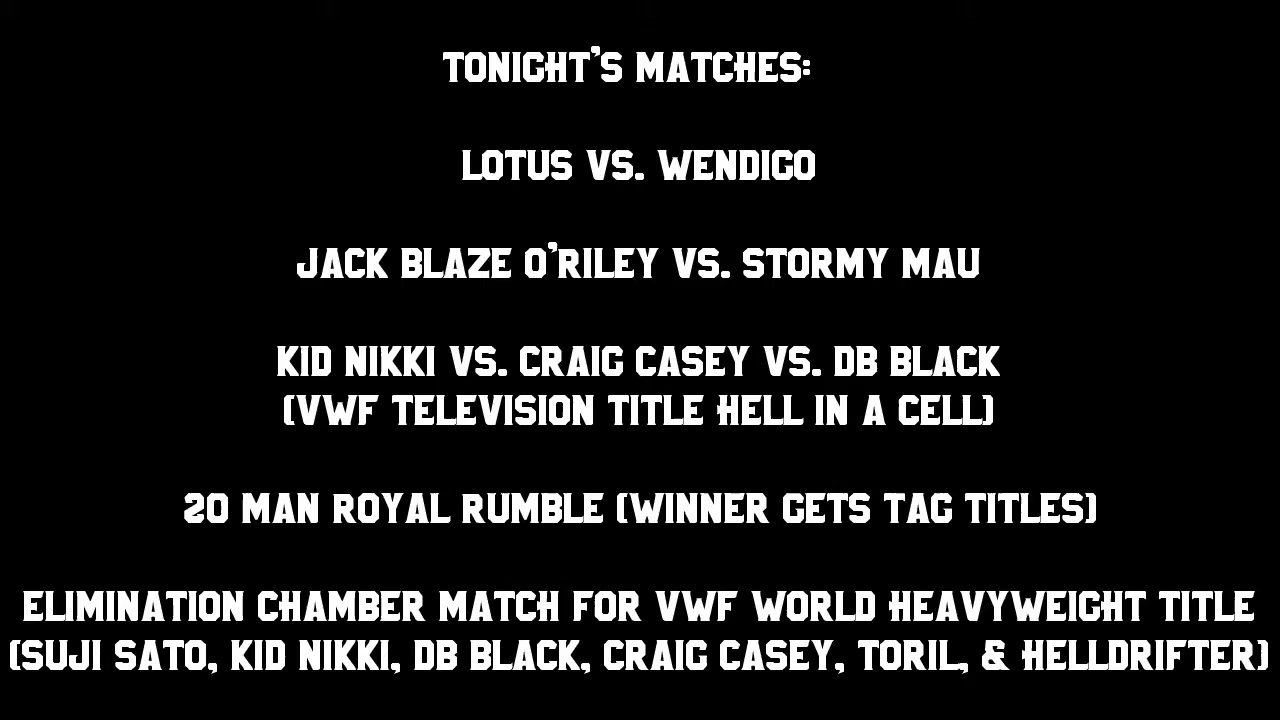 TONIGHT'S MATCHES:
LOTUS VS. WENDIGO
JACK BLAZE O'RILEY VS. STORMY MAU
KID NIKKI VS. CRAIG CASEY VS. DB BLACK
(VWF TELEVISION TITLE HELL IN A CELL)
20 MAN ROYAL RUMBLE (WINNER GETS TAG TITLES)
ELIMINATION CHAMBER MATCH FOR VWF WORLD HEAVYWEIGHT TITLE
(SUJI SATO, KID NIKKI, DB BLACK, CRAIG CASEY, TORIL, & HELLDRIFTER)